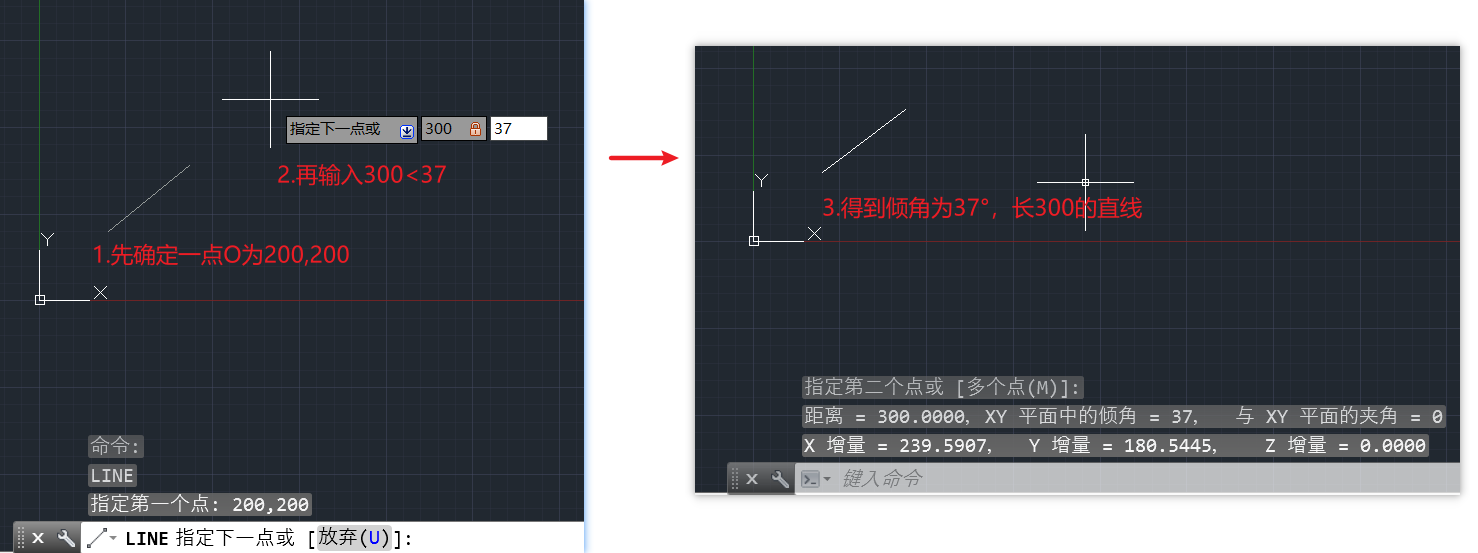 指定下一点或 300 37
2.再输入300<37
Y
1.先确定一点O为200,200
X
命令:
LINE
指定第一个点: 200,200
LINE 指定下一点或 [放弃(U)]:
Y
3.得到倾角为37°，长300的直线
X
指定第二个点或 [多个点(M)]:
距离 = 300.0000，XY 平面中的倾角 = 37， 与 XY 平面的夹角 = 0
X 增量 = 239.5907， Y 增量 = 180.5445， Z 增量 = 0.0000
键入命令